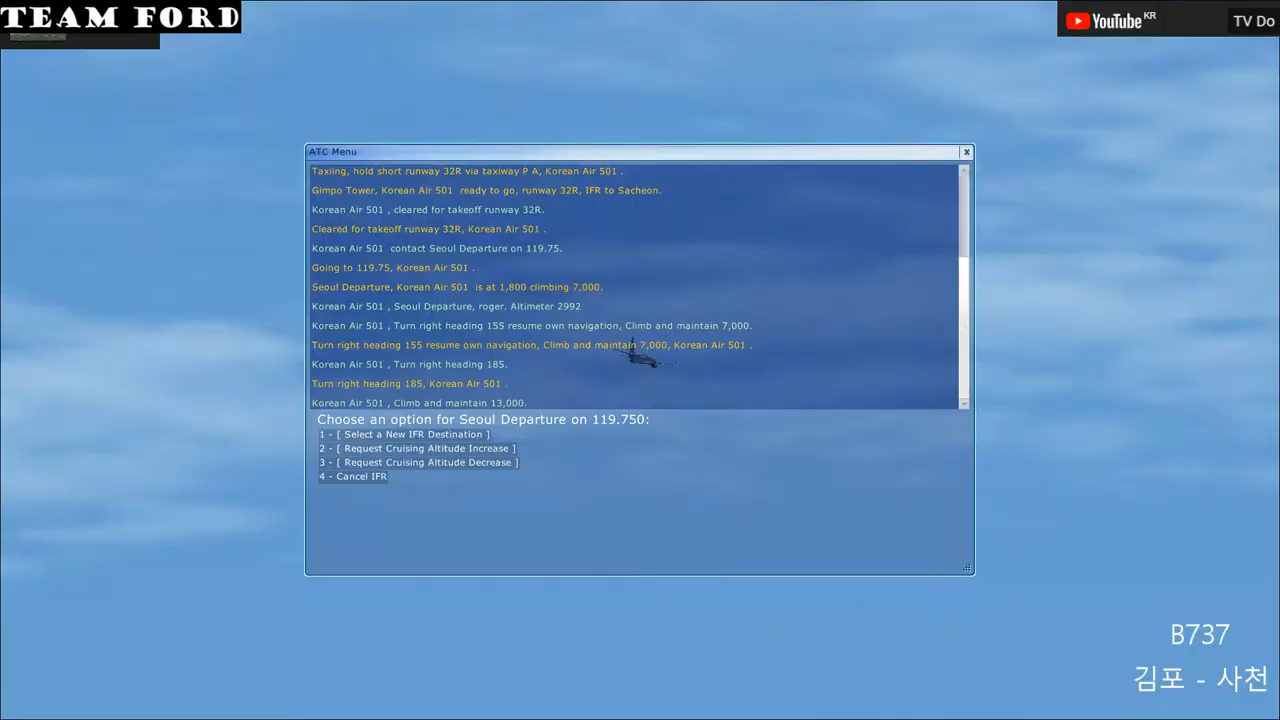 TEAM FORD
YouTube KR
TV Do
ATC Menu
x
Taxiing, hold short runway 32R via taxiway P A, Korean Air 501 .
Gimpo Tower, Korean Air 501  ready to go, runway 32R, IFR to Sacheon.
Korean Air 501 , cleared for takeoff runway 32R.
Cleared for takeoff runway 32R, Korean Air 501 .
Korean Air 501  contact Seoul Departure on 119.75.
Going to 119.75, Korean Air 501 .
Seoul Departure, Korean Air 501  is at 1,800 climbing 7,000.
Korean Air 501 , Seoul Departure, roger. Altimeter 2992
Korean Air 501 , Turn right heading 155 resume own navigation, Climb and maintain 7,000.
Turn right heading 155 resume own navigation, Climb and maintain 7,000, Korean Air 501 .
Korean Air 501 , Turn right heading 185.
Turn right heading 185, Korean Air 501 .
Korean Air 501 , Climb and maintain 13,000.
Choose an option for Seoul Departure on 119.750:
1 - [ Select a New IFR Destination ]
2 - [ Request Cruising Altitude Increase ]
3 - [ Request Cruising Altitude Decrease ]
4 - Cancel IFR
B737
김포 - 사천